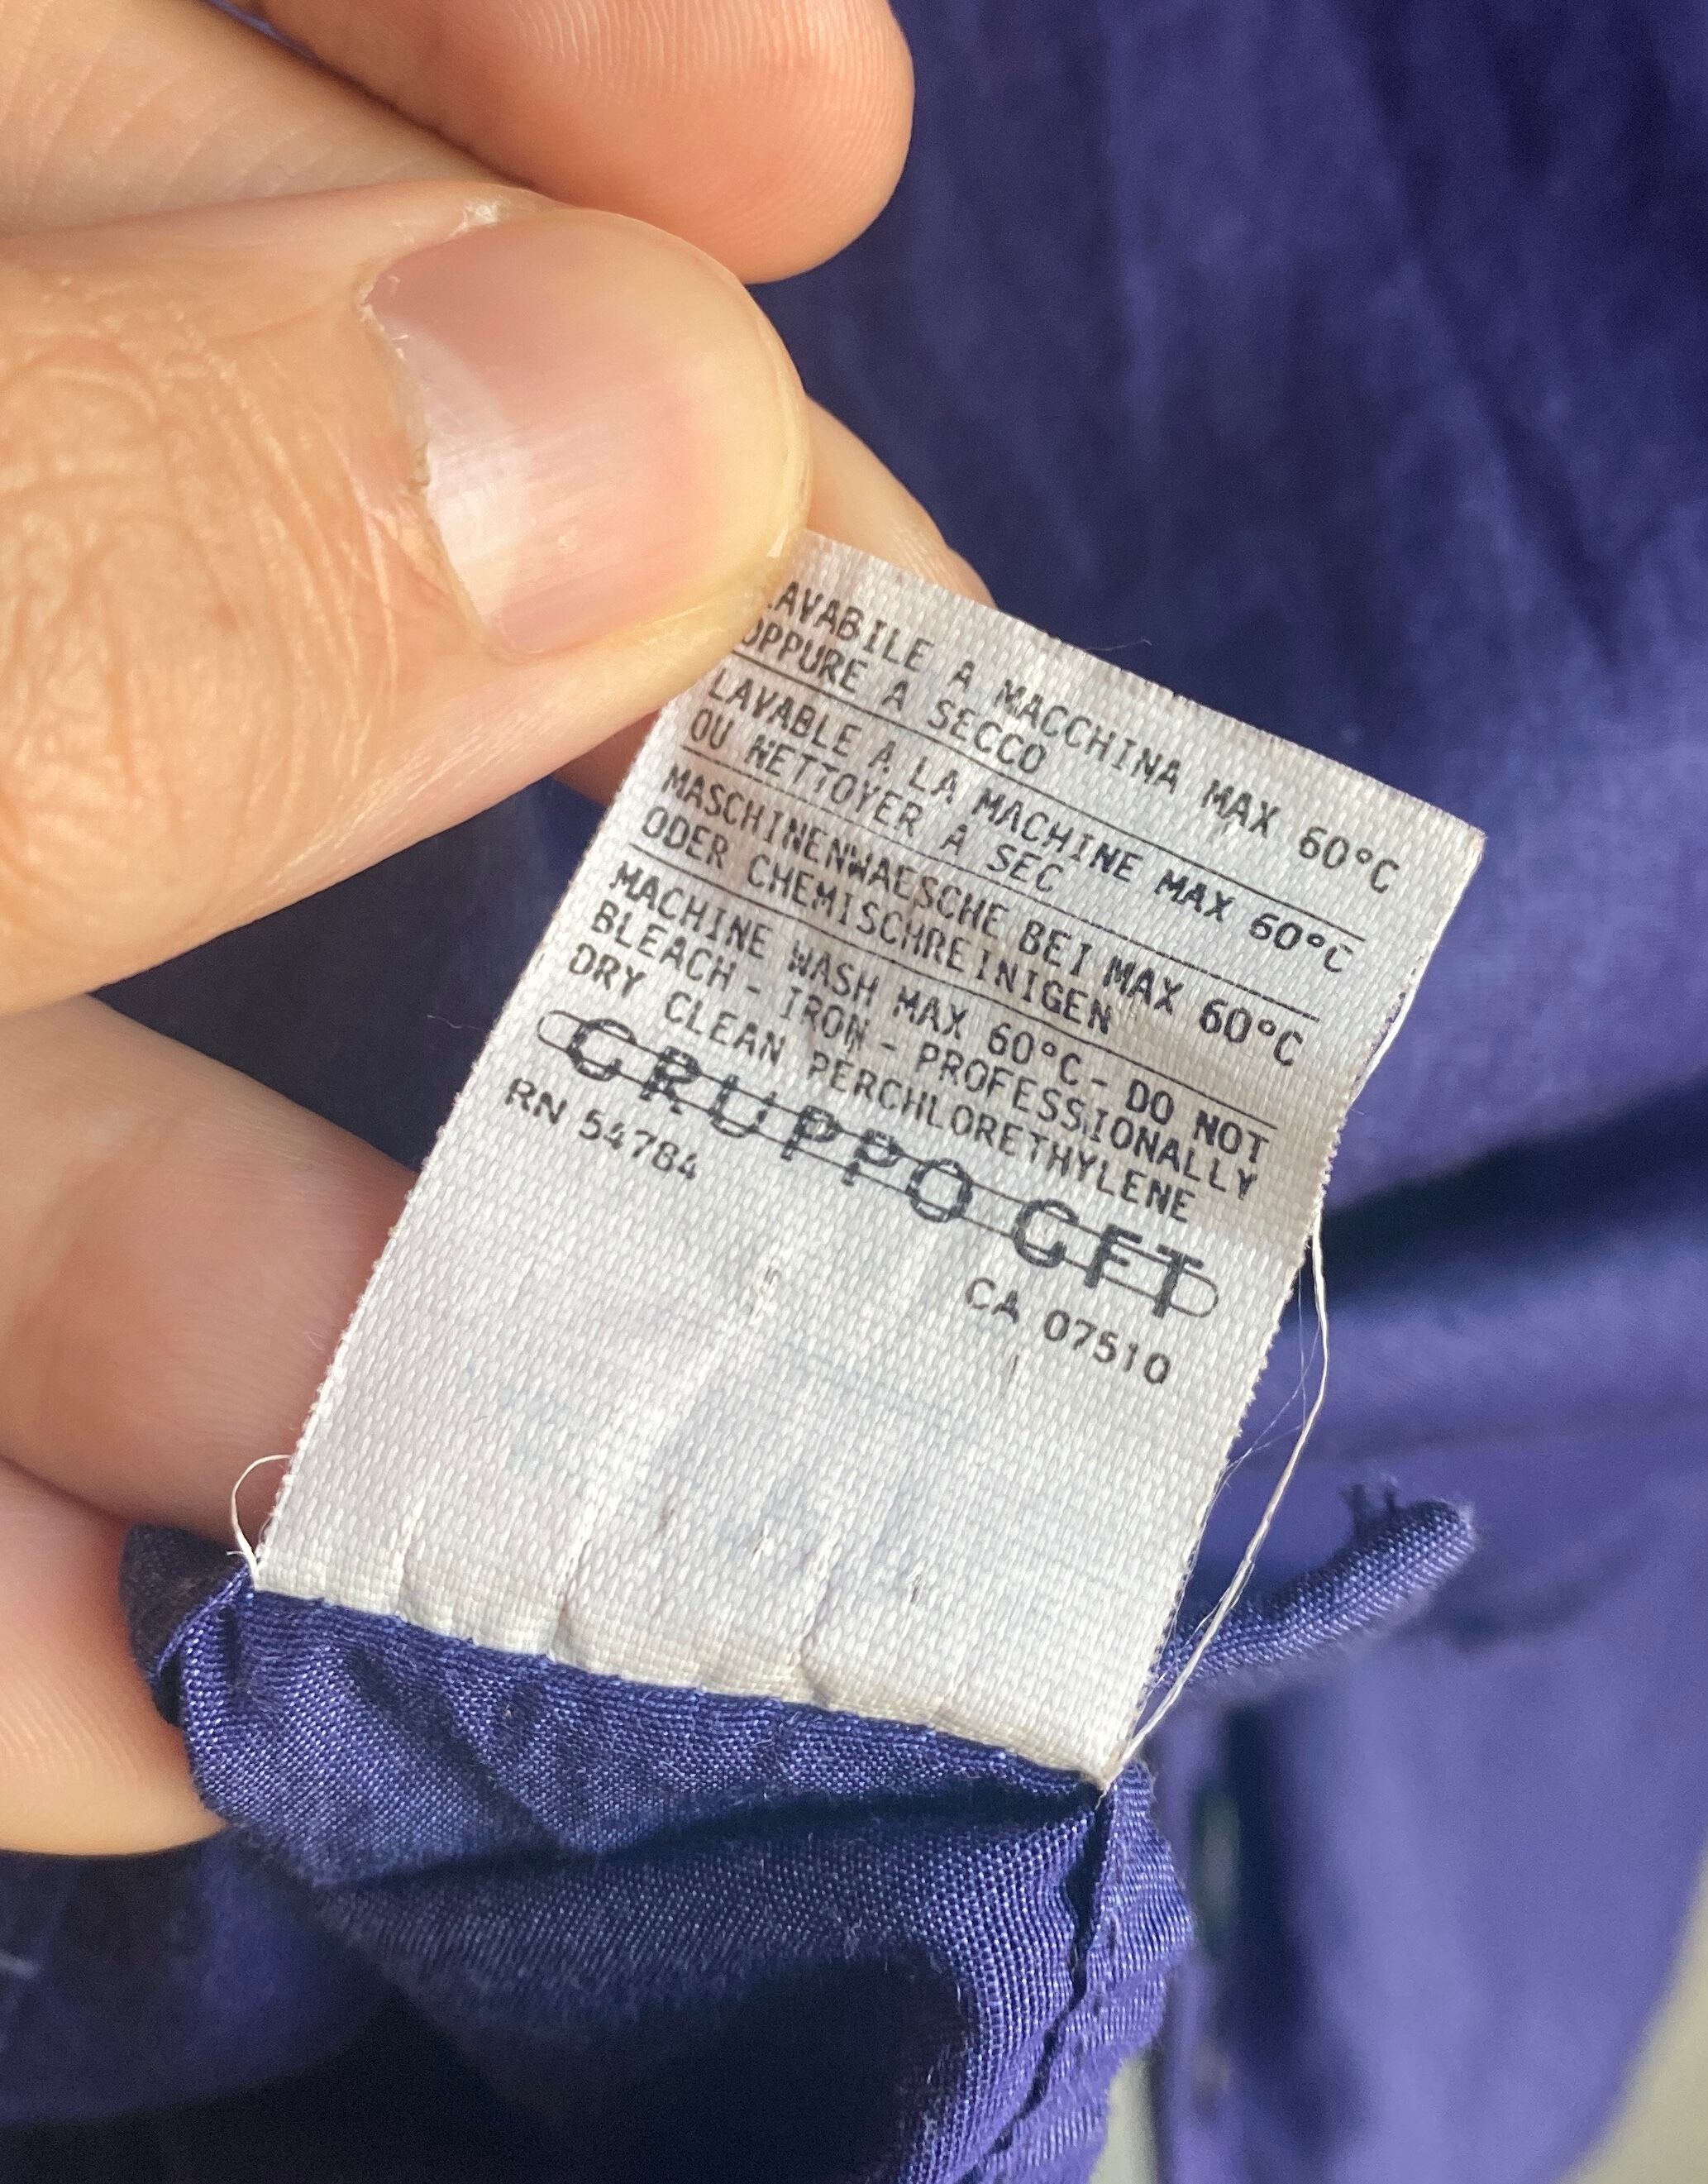 LAVABILE A MACCHINA MAX 60°C
OPPURE A SECCO
LAVABLE A LA MACHINE MAX 60°C
OU NETTOYER A SEC
MASCHINENWAESCHE BEI MAX 60°C
ODER CHEMISCHREINIGEN
MACHINE WASH MAX 60°C - DO NOT
BLEACH - IRON - PROFESSIONALLY
DRY CLEAN PERCHLORETHYLENE
GRUPPO GFT
RN 54784
CA 07510